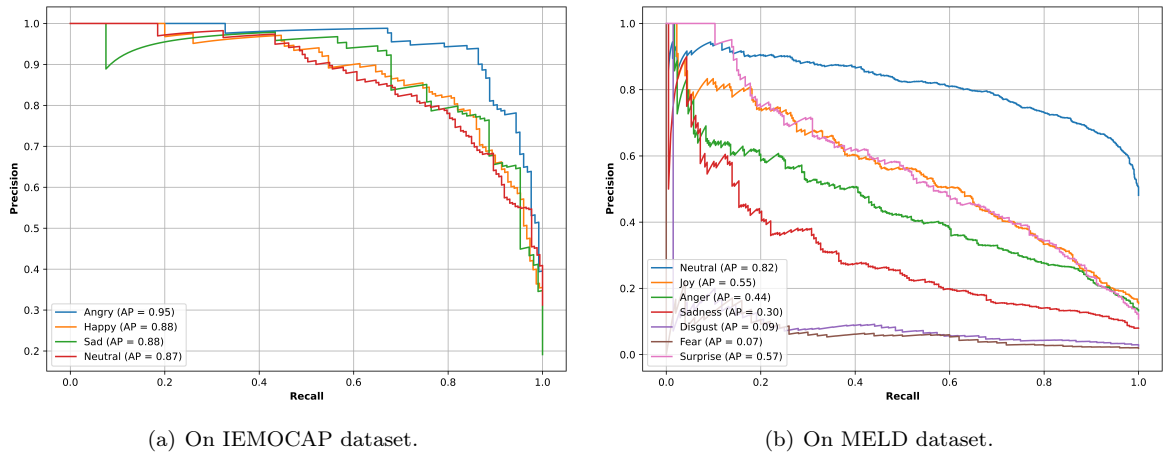 1.0
0.9
0.8
0.7
0.6
0.5
0.4
0.3
0.2
Precision
Angry (AP = 0.95)
Happy (AP = 0.88)
Sad (AP = 0.88)
Neutral (AP = 0.87)
0.0 0.2 0.4 0.6 0.8 1.0
Recall
(a) On IEMOCAP dataset.
1.0
0.8
0.6
0.4
0.2
0.0
Precision
Neutral (AP = 0.82)
Joy (AP = 0.55)
Anger (AP = 0.44)
Sadness (AP = 0.30)
Disgust (AP = 0.09)
Fear (AP = 0.07)
Surprise (AP = 0.57)
0.0 0.2 0.4 0.6 0.8 1.0
Recall
(b) On MELD dataset.